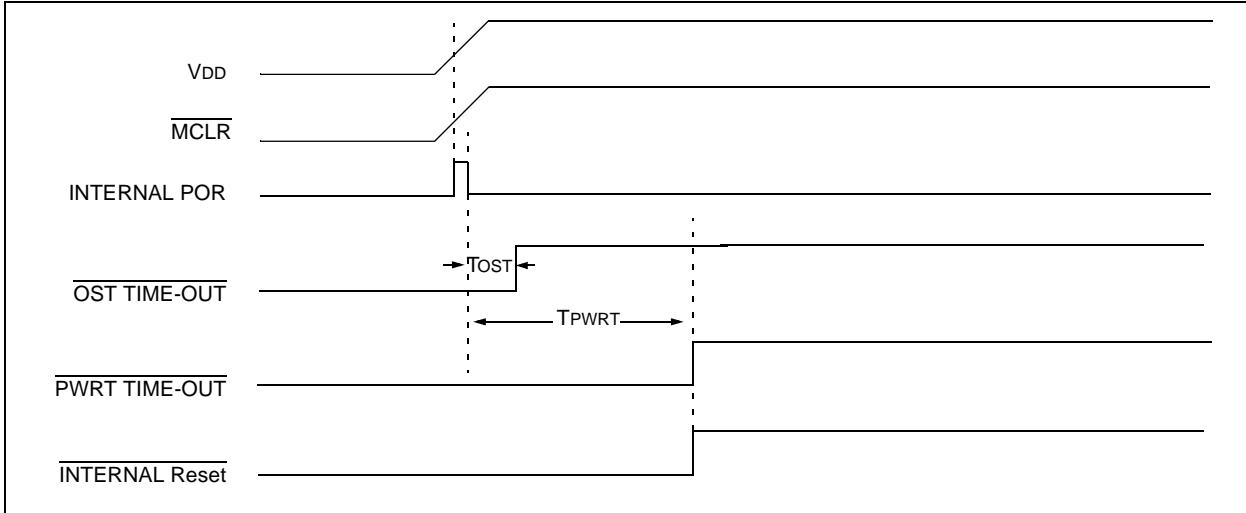 VDD
MCLR
INTERNAL POR
TOST
OST TIME-OUT
TPWRT
PWRT TIME-OUT
INTERNAL Reset